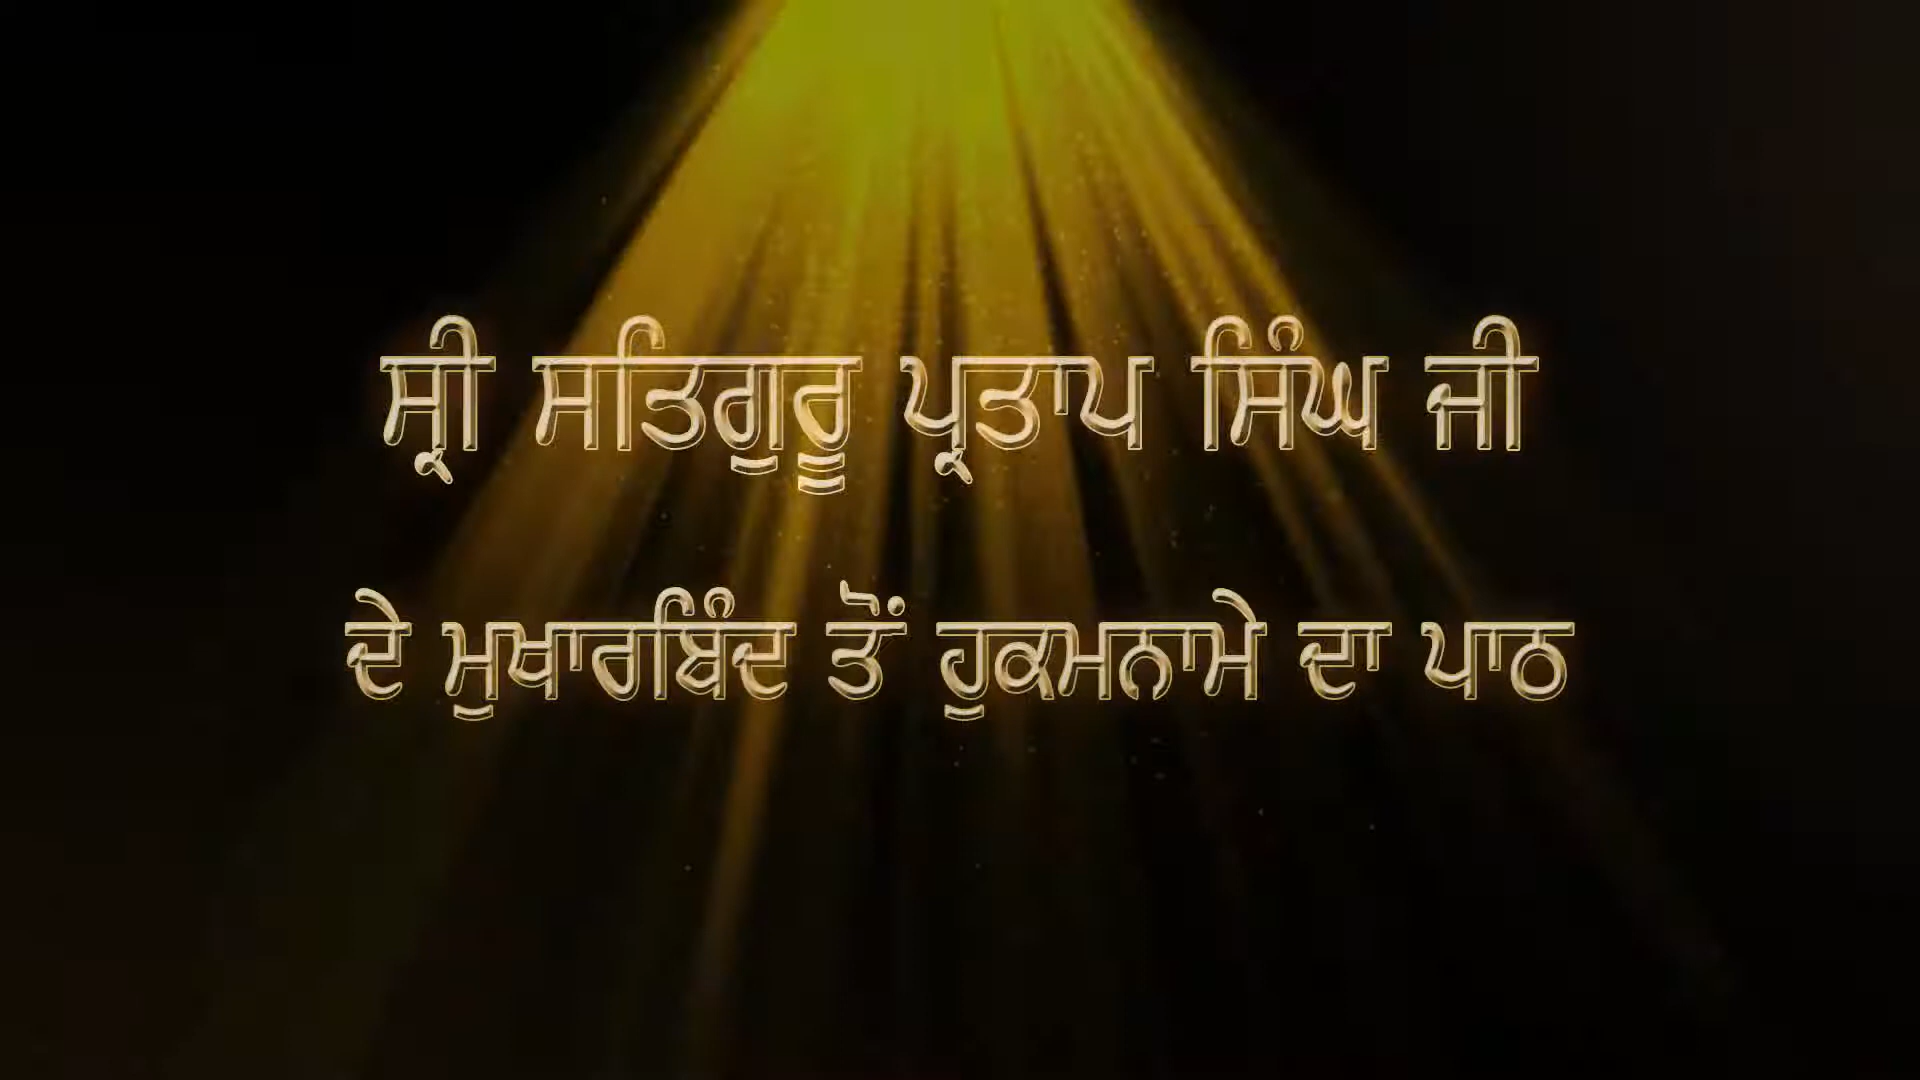 ਸ੍ਰੀ ਸਤਿਗੁਰੂ ਪ੍ਰਤਾਪ ਸਿੰਘ ਜੀ
ਦੇ ਮੁਖਾਰਬਿੰਦ ਤੋਂ ਹੁਕਮਨਾਮੇ ਦਾ ਪਾਠ